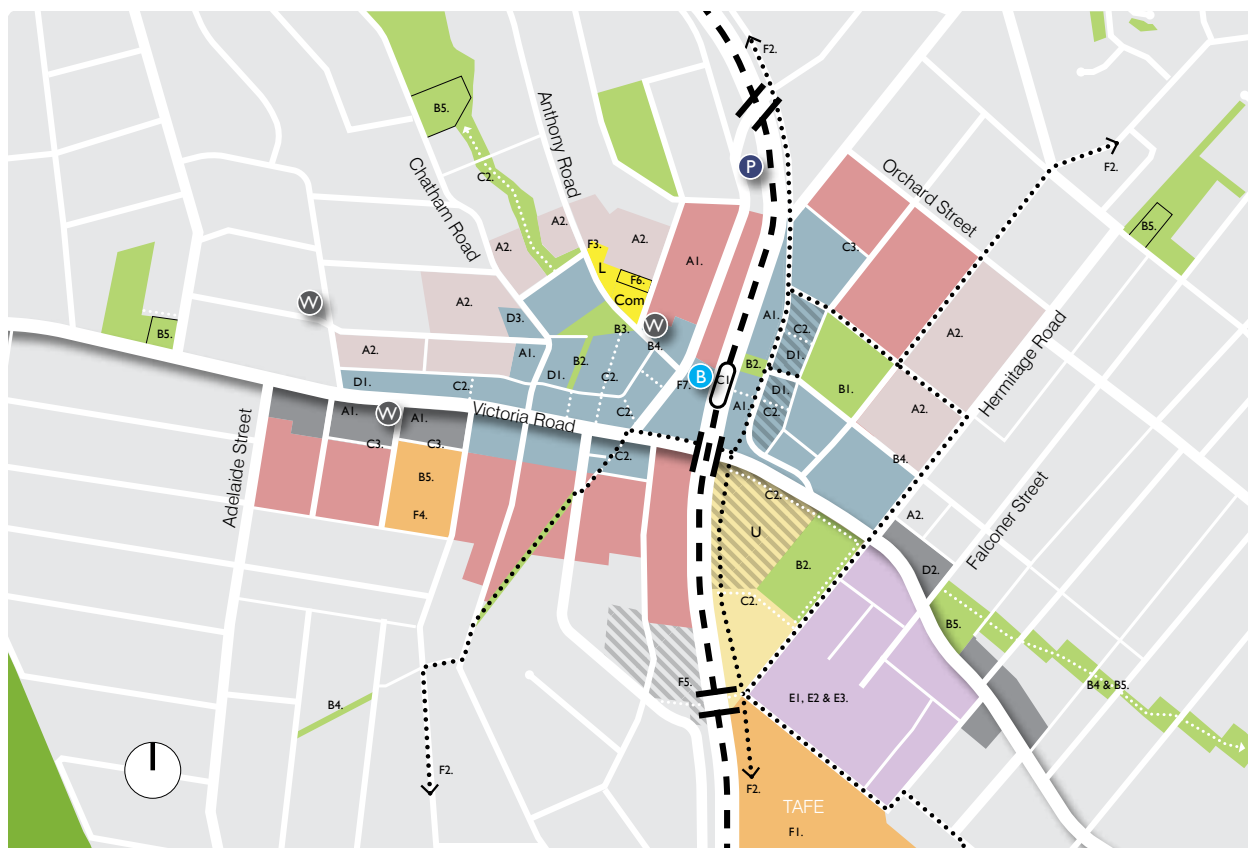 F2.
B5.
Anthony Road
P
Chatham Road
C2.
Orchard Street
F2.
A2.
A2.
A2.
F3.
C3.
B5.
L
F6.
A1.
Com
W
A2.
D3.
W
A1.
C2.
B3.
B4.
B5.
A2.
A1.
B2.
D1.
A2.
Hermitage Road
D1.
C2.
D1.
C2.
F7.
B
C1.
B2.
D1.
B1.
A1.
A1.
W
A1.
Victoria Road
C2.
A1.
C2.
A2.
C3.
C3.
C2.
B4.
Adelaide Street
B5.
F4.
C2.
A2.
Falconer Street
U
B2.
D2.
C2.
B5.
F5.
E1, E2 & E3.
B4 & B5.
B4.
F2.
F2.
TAFE
F1.